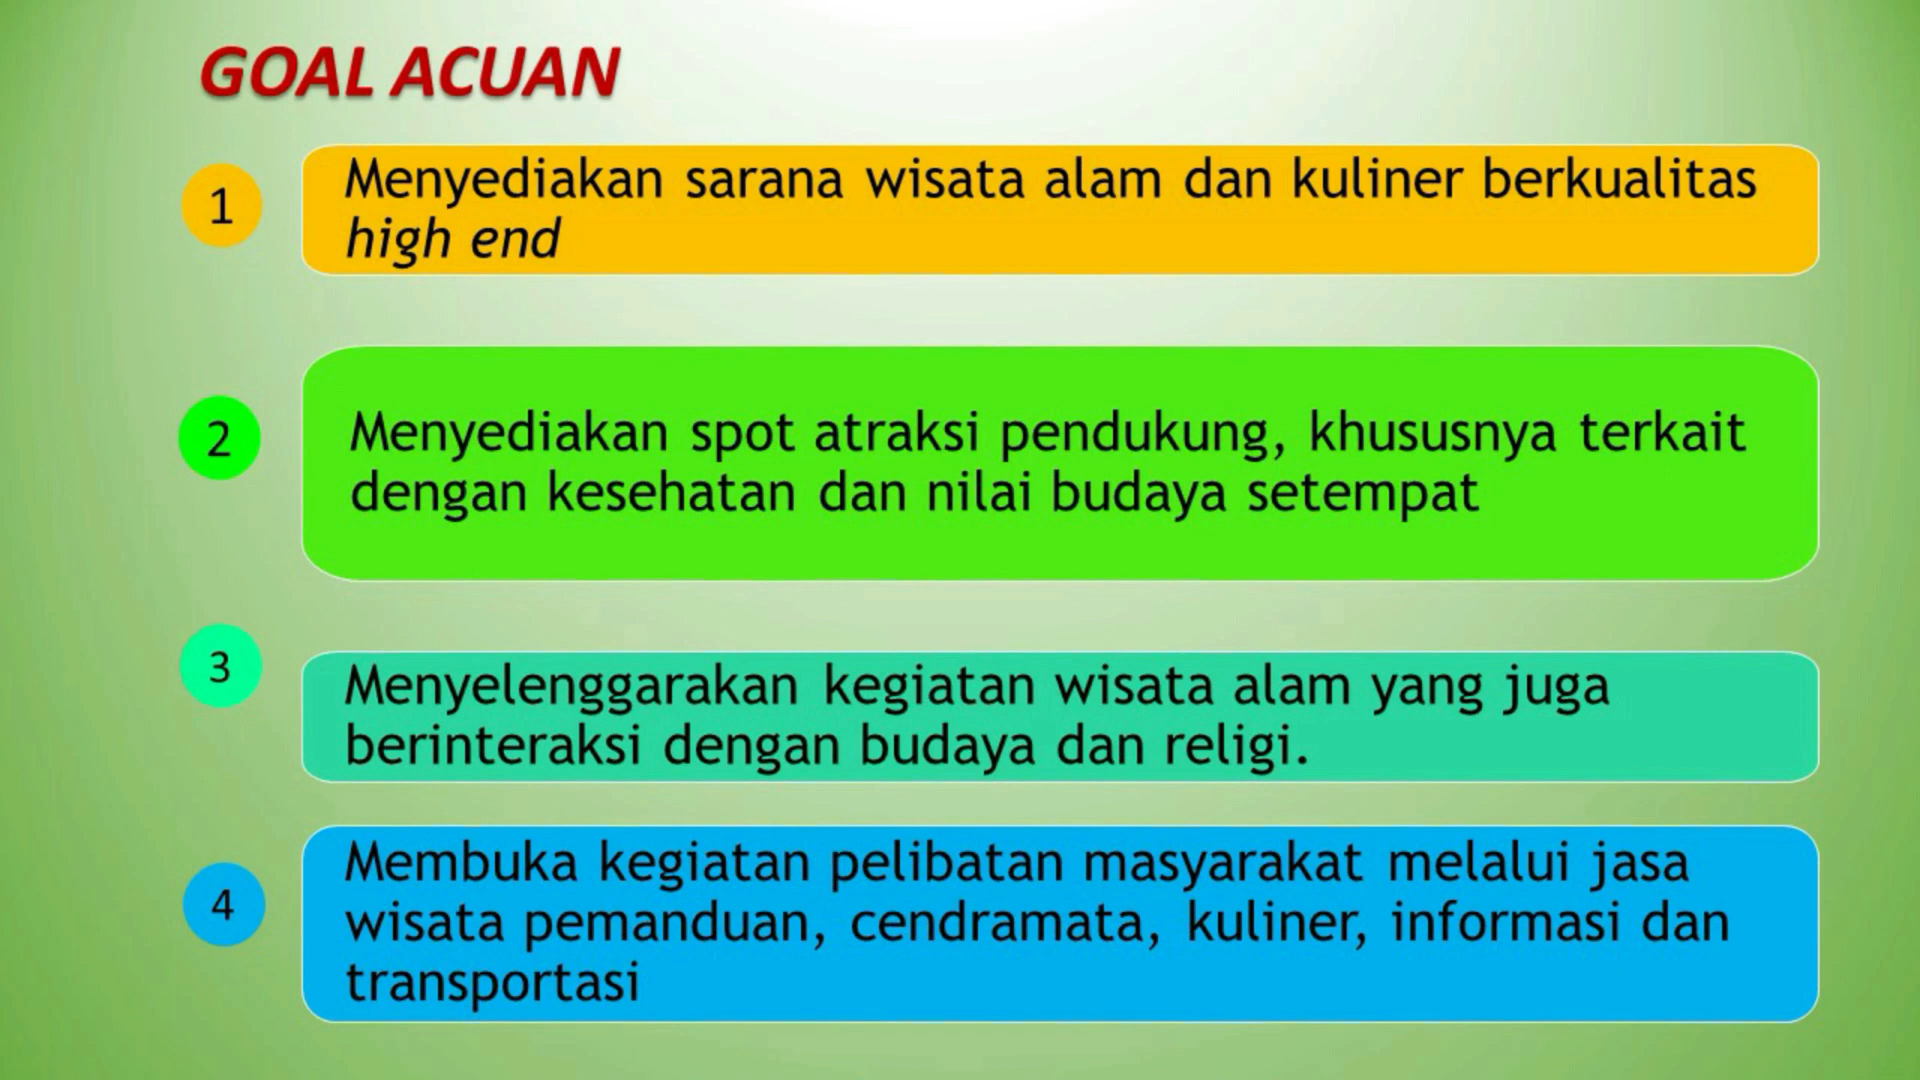 GOAL ACUAN
1
Menyediakan sarana wisata alam dan kuliner berkualitas
high end
2
Menyediakan spot atraksi pendukung, khususnya terkait
dengan kesehatan dan nilai budaya setempat
3
Menyelenggarakan kegiatan wisata alam yang juga
berinteraksi dengan budaya dan religi.
4
Membuka kegiatan pelibatan masyarakat melalui jasa
wisata pemanduan, cendramata, kuliner, informasi dan
transportasi